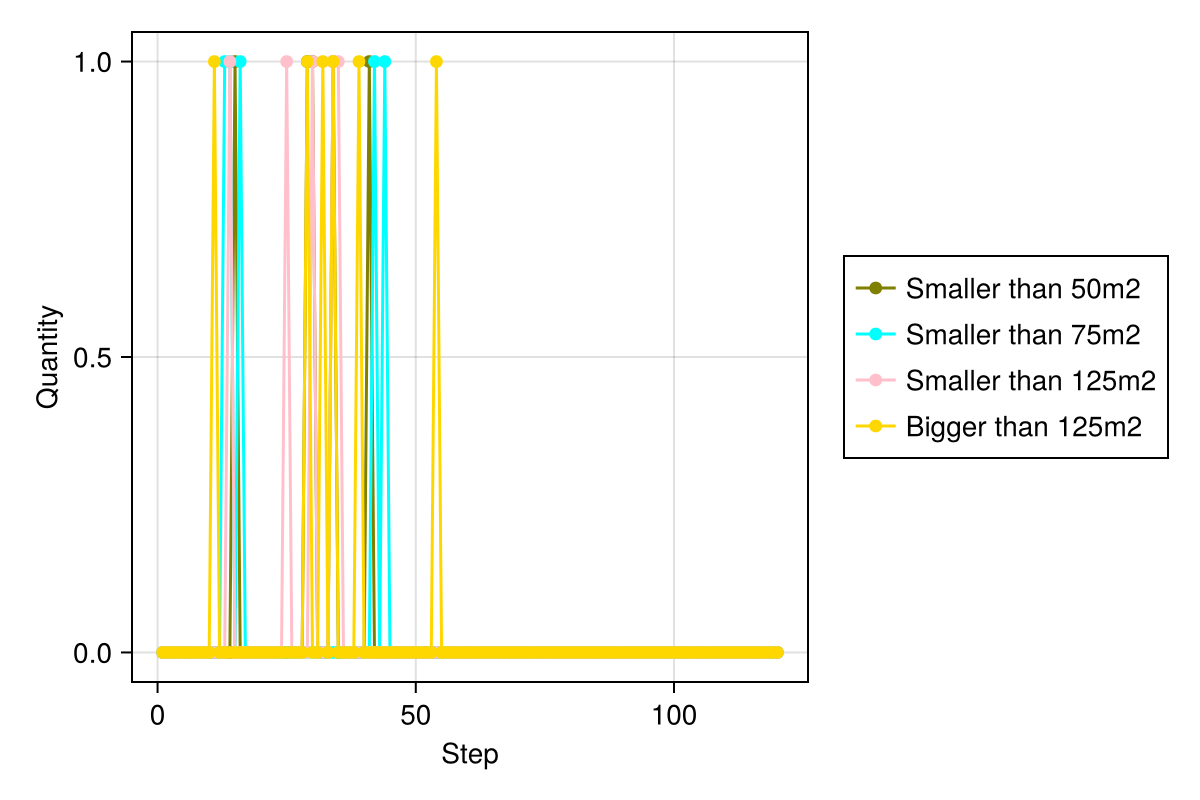 1.0
0.5
0.0
Quantity
0
50
100
Step
Smaller than 50m2
Smaller than 75m2
Smaller than 125m2
Bigger than 125m2